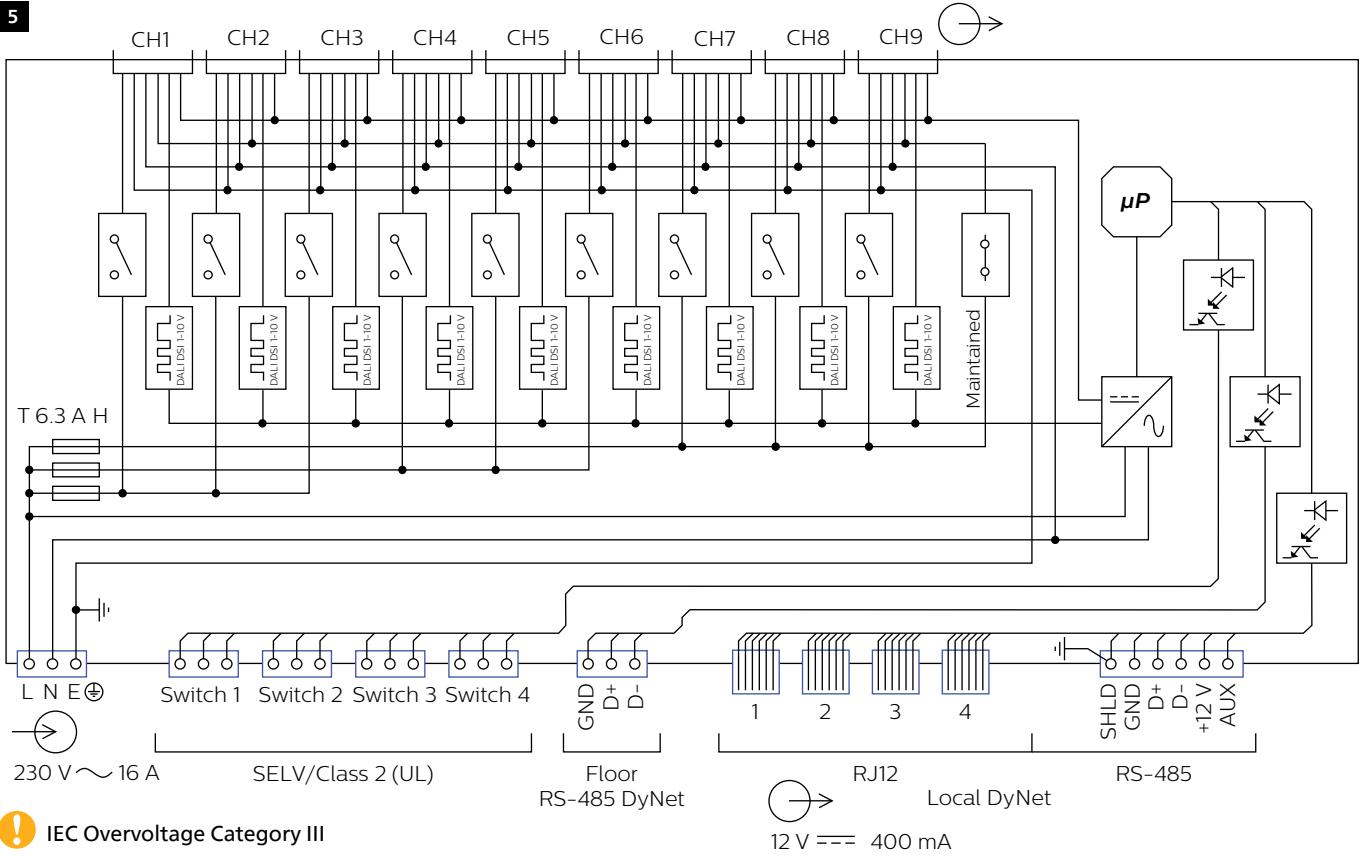 5
CH1 CH2 CH3 CH4 CH5 CH6 CH7 CH8 CH9
µP
DALI DSI 1-10 V
DALI DSI 1-10 V
DALI DSI 1-10 V
DALI DSI 1-10 V
DALI DSI 1-10 V
DALI DSI 1-10 V
DALI DSI 1-10 V
DALI DSI 1-10 V
DALI DSI 1-10 V
Maintained
T 6.3 A H
L N E
Switch 1 Switch 2 Switch 3 Switch 4
GND
D+
D-
1 2 3 4
SHLD
GND
D+
D-
+12 V
AUX
230 V ~ 16 A
SELV/Class 2 (UL)
Floor
RS-485 DyNet
RJ12
RS-485
Local DyNet
12 V ⎓ 400 mA
! IEC Overvoltage Category III